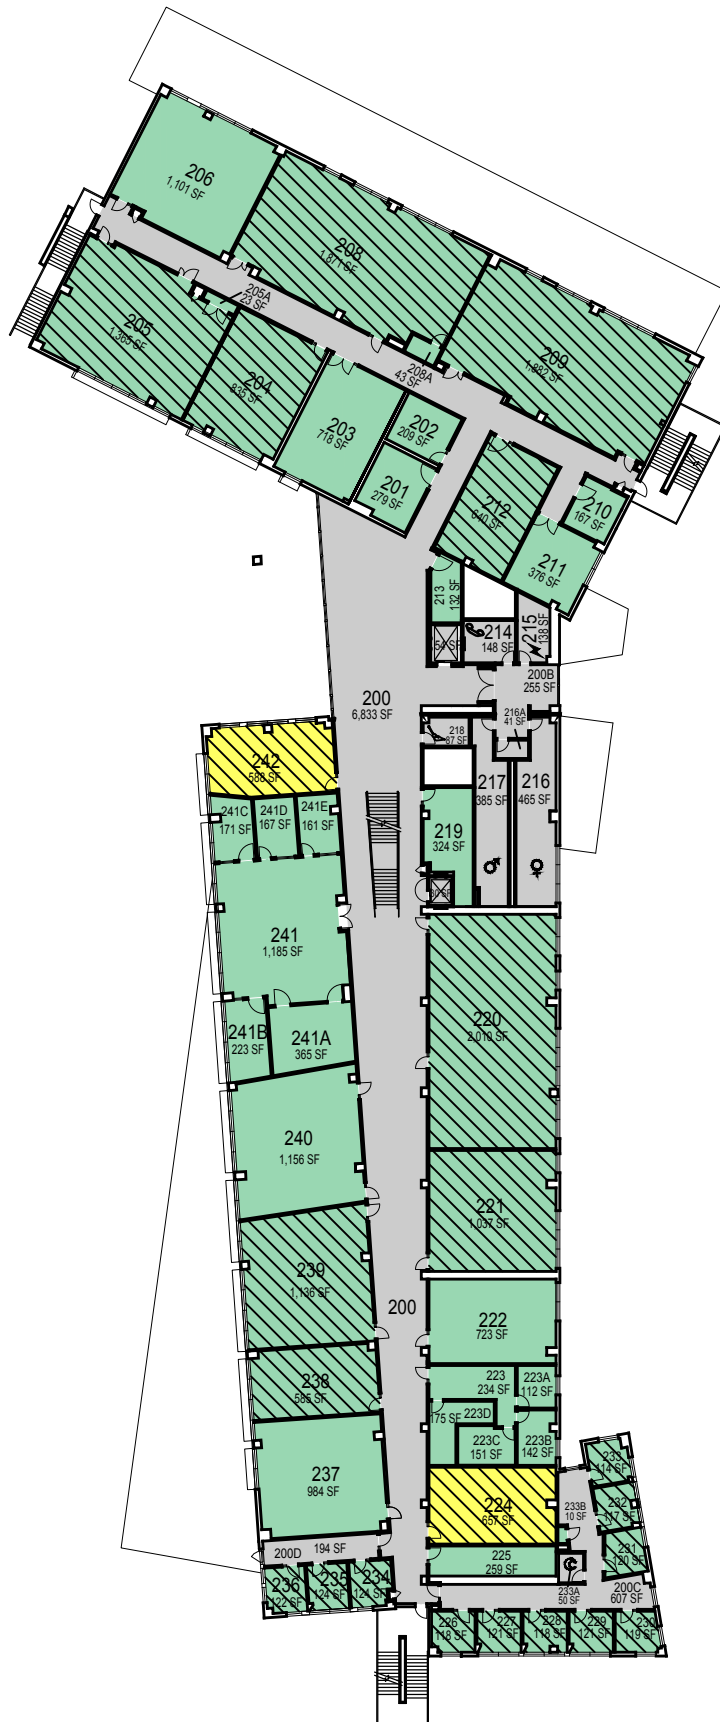 206
1,101 SF
208
1,871 SF
205A
23 SF
205
1,365 SF
204
835 SF
209
1,882 SF
208A
43 SF
203
718 SF
202
209 SF
201
279 SF
212
640 SF
210
167 SF
211
376 SF
213
132 SF
214
148 SF
215
138 SF
54 SF
200B
255 SF
200
6,833 SF
216A
41 SF
218
87 SF
217
385 SF
216
465 SF
242
588 SF
241C
171 SF
241D
167 SF
241E
161 SF
219
324 SF
241
1,185 SF
241B
223 SF
241A
365 SF
220
2,010 SF
240
1,156 SF
221
1,037 SF
239
1,136 SF
200
222
723 SF
238
585 SF
223
234 SF
223A
112 SF
175 SF
223D
223C
151 SF
223B
142 SF
237
984 SF
224
657 SF
233
114 SF
232
117 SF
233B
10 SF
231
120 SF
225
259 SF
200D
194 SF
236
122 SF
235
124 SF
234
124 SF
233A
50 SF
200C
607 SF
226
118 SF
227
121 SF
228
118 SF
229
121 SF
230
119 SF